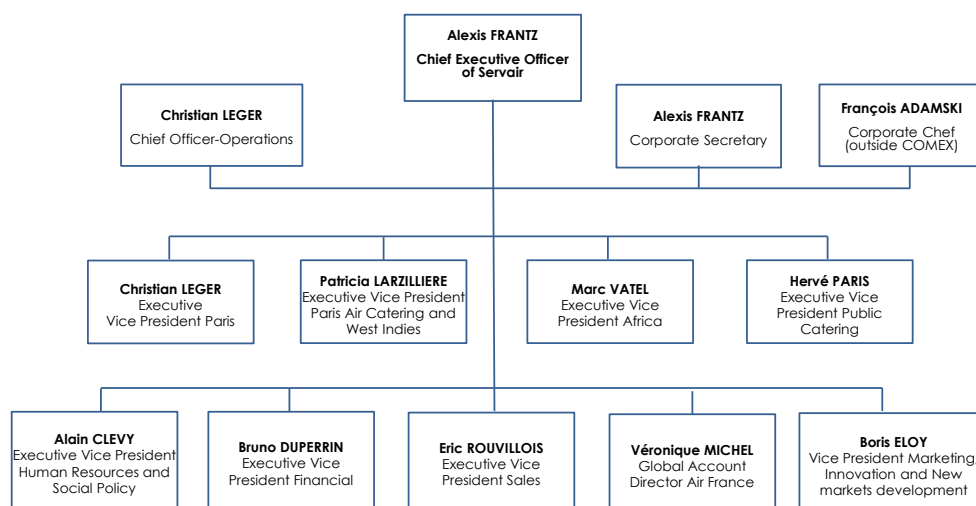 Alexis FRANTZ
Chief Executive Officer
of Servair
Christian LEGER
Chief Officer-Operations
Alexis FRANTZ
Corporate Secretary
François ADAMSKI
Corporate Chef
(outside COMEX)
Christian LEGER
Executive
Vice President Paris
Patricia LARZILLIERE
Executive Vice President
Paris Air Catering and
West Indies
Marc VATEL
Executive Vice
President Africa
Hervé PARIS
Executive Vice
President Public
Catering
Alain CLEVY
Executive Vice President
Human Resources and
Social Policy
Bruno DUPERRIN
Executive Vice
President Financial
Eric ROUVILLOIS
Executive Vice
President Sales
Véronique MICHEL
Global Account
Director Air France
Boris ELOY
Vice President Marketing,
Innovation and New
markets development